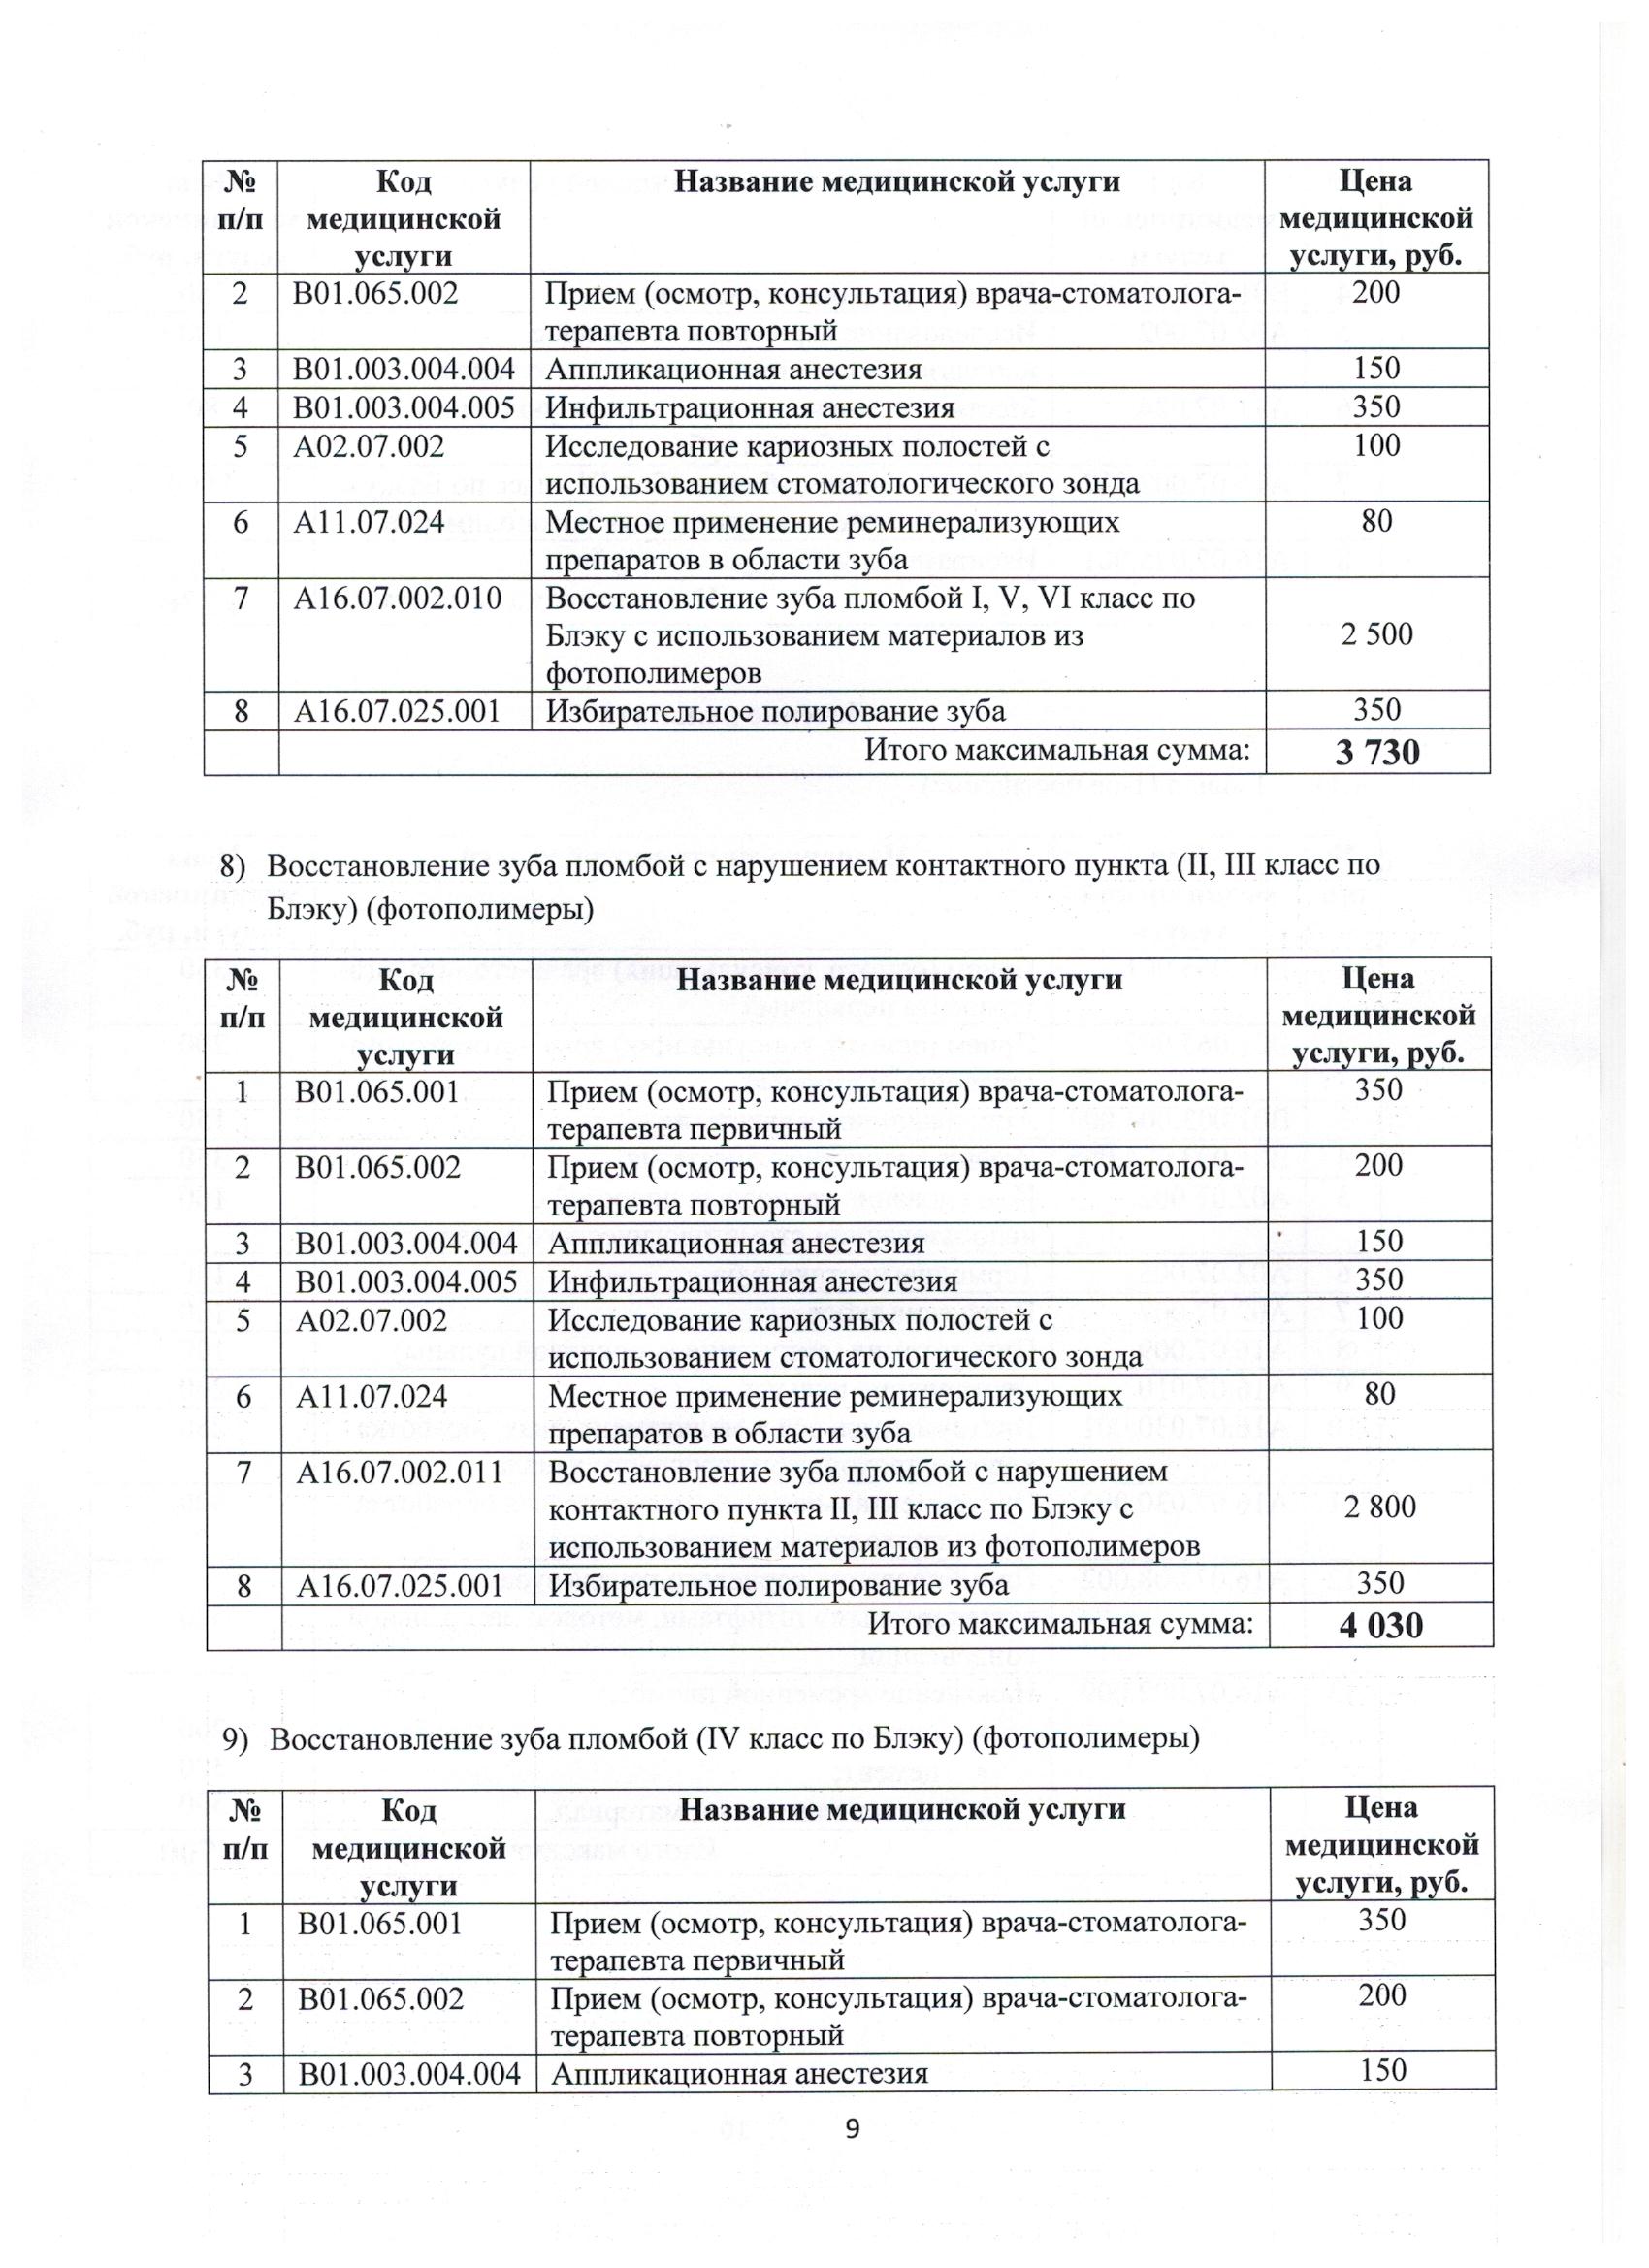 № Код Название медицинской услуги Цена
п/п медицинской медицинской
услуги услуги, руб.
2 B01.065.002 Прием (осмотр, консультация) врача-стоматолога- 200
терапевта повторный
3 B01.003.004.004 Аппликационная анестезия 150
4 B01.003.004.005 Инфильтрационная анестезия 350
5 A02.07.002 Исследование кариозных полостей с 100
использованием стоматологического зонда
6 A11.07.024 Местное применение реминерализующих 80
препаратов в области зуба
7 A16.07.002.010 Восстановление зуба пломбой I, V, VI класс по
Блэку с использованием материалов из 2 500
фотополимеров
8 A16.07.025.001 Избирательное полирование зуба 350
Итого максимальная сумма: 3 730
8) Восстановление зуба пломбой с нарушением контактного пункта (II, III класс по
Блэку) (фотополимеры)
№ Код Название медицинской услуги Цена
п/п медицинской медицинской
услуги услуги, руб.
1 B01.065.001 Прием (осмотр, консультация) врача-стоматолога- 350
терапевта первичный
2 B01.065.002 Прием (осмотр, консультация) врача-стоматолога- 200
терапевта повторный
3 B01.003.004.004 Аппликационная анестезия 150
4 B01.003.004.005 Инфильтрационная анестезия 350
5 A02.07.002 Исследование кариозных полостей с 100
использованием стоматологического зонда
6 A11.07.024 Местное применение реминерализующих 80
препаратов в области зуба
7 A16.07.002.011 Восстановление зуба пломбой с нарушением
контактного пункта II, III класс по Блэку с 2 800
использованием материалов из фотополимеров
8 A16.07.025.001 Избирательное полирование зуба 350
Итого максимальная сумма: 4 030
9) Восстановление зуба пломбой (IV класс по Блэку) (фотополимеры)
№ Код Название медицинской услуги Цена
п/п медицинской медицинской
услуги услуги, руб.
1 B01.065.001 Прием (осмотр, консультация) врача-стоматолога- 350
терапевта первичный
2 B01.065.002 Прием (осмотр, консультация) врача-стоматолога- 200
терапевта повторный
3 B01.003.004.004 Аппликационная анестезия 150
9